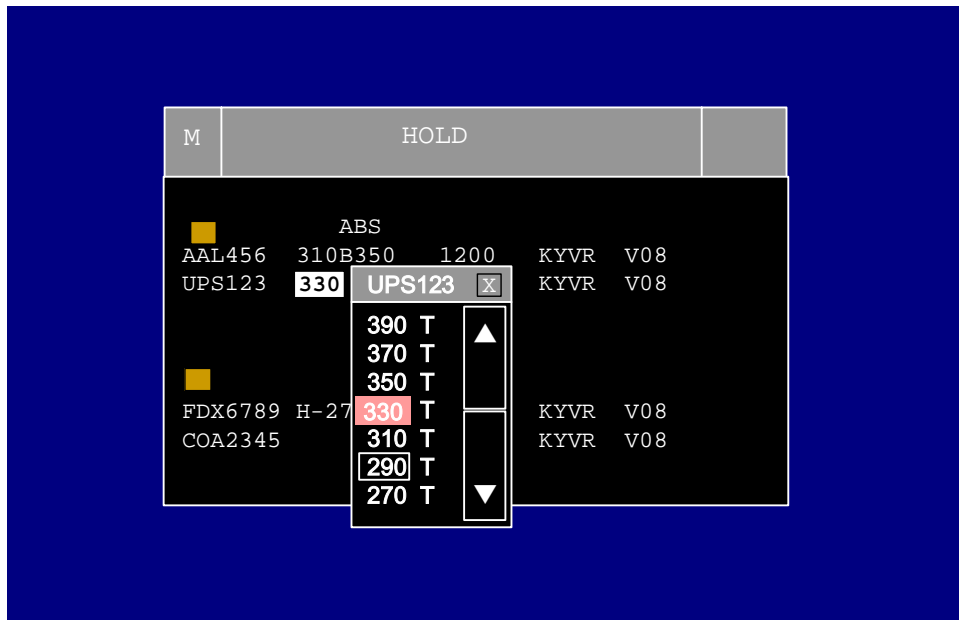 M HOLD
ABS
AAL456 310B350 1200 KYVR V08
UPS123 330 KYVR V08
UPS123 X
390 T
370 T
350 T
330 T
310 T
290 T
270 T
FDX6789 H-27 KYVR V08
COA2345 KYVR V08